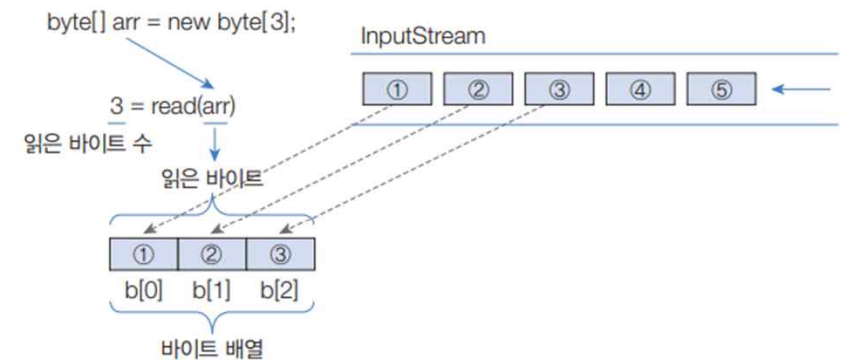 byte[] arr = new byte[3];
InputStream
① ② ③ ④ ⑤
3 = read(arr)
읽은 바이트 수
읽은 바이트
① ② ③
b[0] b[1] b[2]
바이트 배열